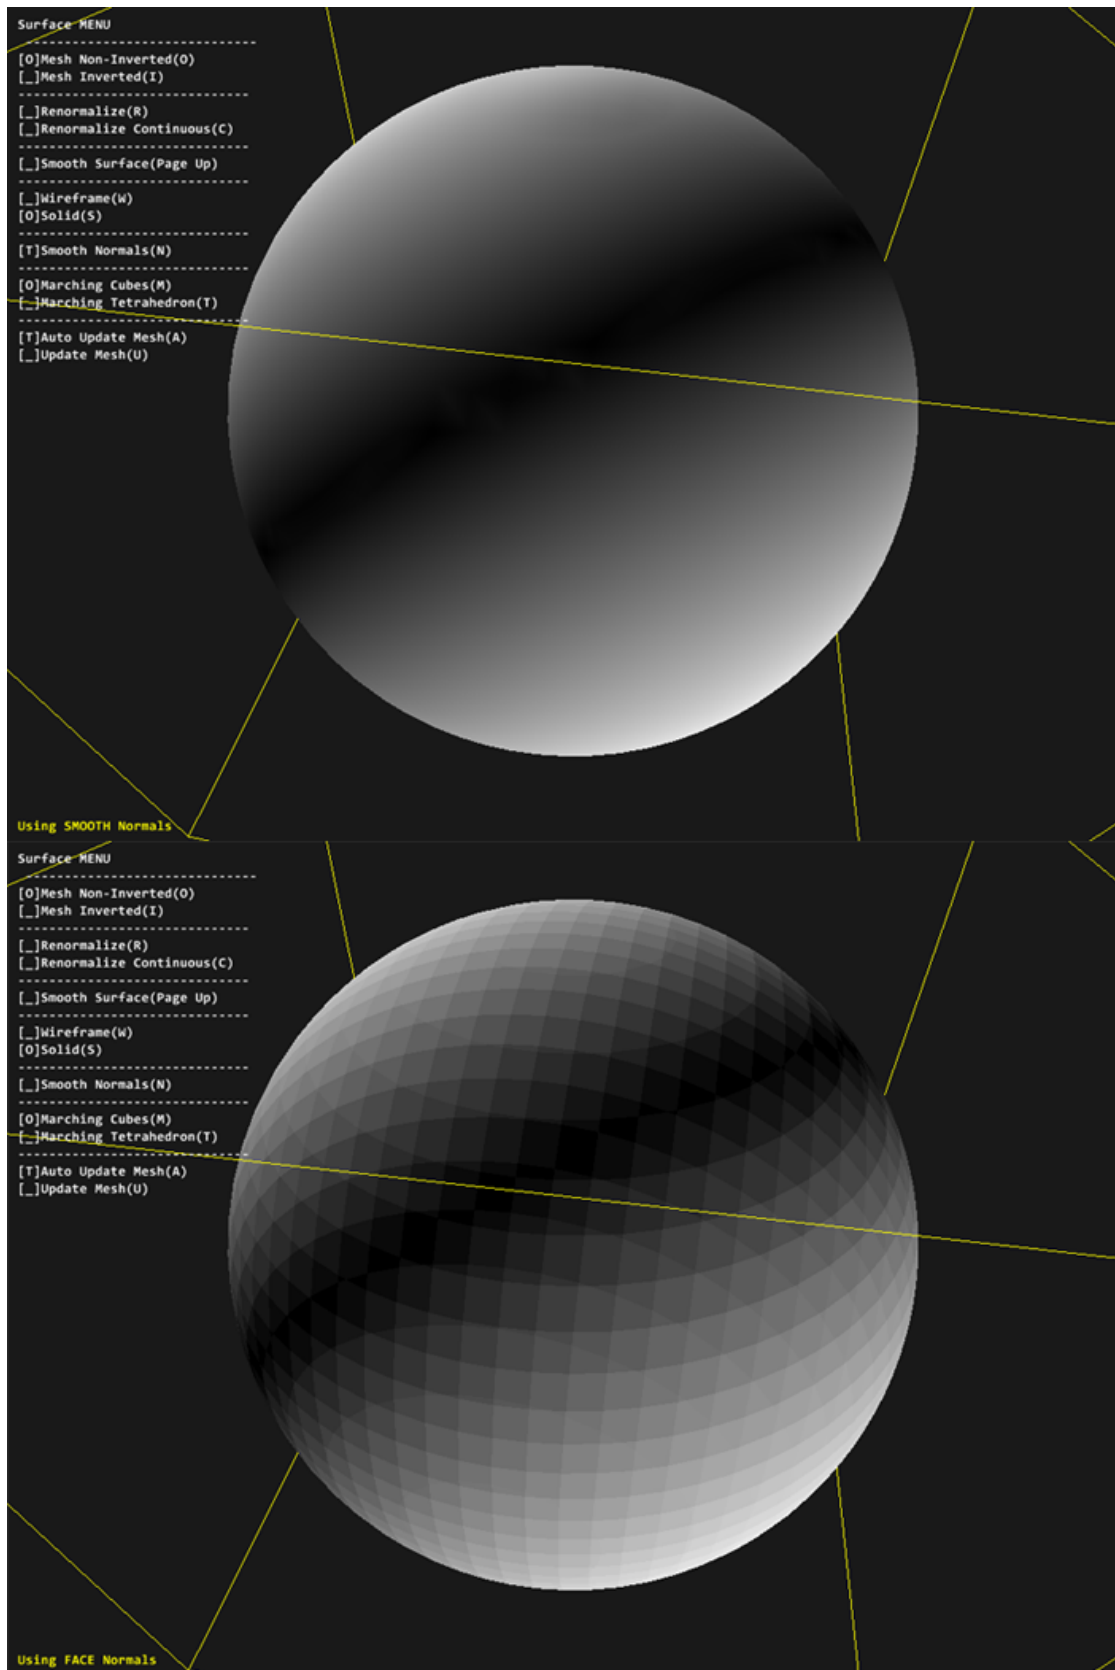 Surface MENU
-----------------------------
[O]Mesh Non-Inverted(O)
[_]Mesh Inverted(I)
----------------------------
[_]Renormalize(R)
[_]Renormalize Continuous(C)
----------------------------
[_]Smooth Surface(Page Up)
----------------------------
[_]Wireframe(W)
[O]Solid(S)
----------------------------
[T]Smooth Normals(N)
----------------------------
[O]Marching Cubes(M)
[_]Marching Tetrahedron(T)
----------------------------
[T]Auto Update Mesh(A)
[_]Update Mesh(U)
Using SMOOTH Normals
Surface MENU
-----------------------------
[O]Mesh Non-Inverted(O)
[_]Mesh Inverted(I)
----------------------------
[_]Renormalize(R)
[_]Renormalize Continuous(C)
----------------------------
[_]Smooth Surface(Page Up)
----------------------------
[_]Wireframe(W)
[O]Solid(S)
----------------------------
[_]Smooth Normals(N)
----------------------------
[O]Marching Cubes(M)
[_]Marching Tetrahedron(T)
----------------------------
[T]Auto Update Mesh(A)
[_]Update Mesh(U)
Using FACE Normals